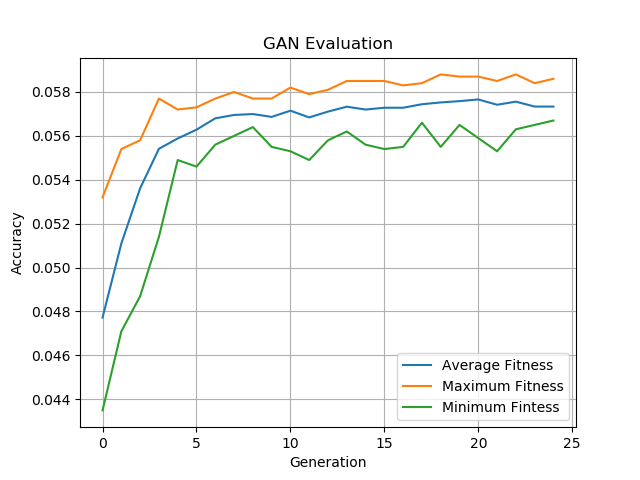 GAN Evaluation
Accuracy
0.058
0.056
0.054
0.052
0.050
0.048
0.046
0.044
0 5 10 15 20 25
Generation
Average Fitness
Maximum Fitness
Minimum Fintess